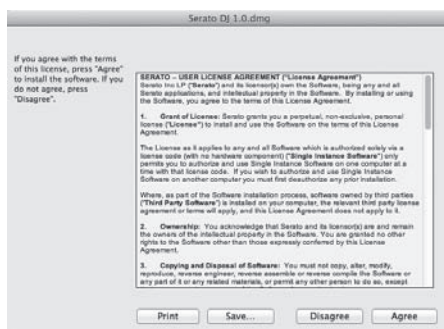 Serato DJ 1.0.dmg
If you agree with the terms
of this license, press "Agree"
to install the software. If you
do not agree, press
"Disagree".
SERATO – USER LICENSE AGREEMENT ("License Agreement")
Serato Inc LP ("Serato") and its licensor(s) own the Software, being any and all
Serato applications, and intellectual property in the Software. By installing or using
the Software, you agree to the terms of this License Agreement.
1. Grant of License: Serato grants you a perpetual, non-exclusive, personal
license ("License") to install and use the Software on the terms of this License
Agreement.
The License as it applies to any and all Software which is authorized solely via a
license code (with no hardware component) ("Single Instance Software") only
permits you to authorize and use Single Instance Software on one computer at a
time with that license code. If you wish to authorize and use Single Instance
Software on another computer you must first deauthorize any prior installation.
Where, as part of the Software installation process, software owned by third parties
("Third Party Software") is installed on your computer, the relevant third party license
agreement or terms will apply, and this License Agreement does not apply to it.
2. Ownership: You acknowledge that Serato and its licensor(s) are and remain
the owners of the intellectual property in the Software. You are granted no other
rights to the Software other than those expressly conferred by this License
Agreement.
3. Copying and Disposal of Software: You must not copy, alter, modify,
reproduce, reverse engineer, reverse assemble or reverse compile the Software or
any part of it or any related materials, or permit any other person to do so, except
Print Save... Disagree Agree